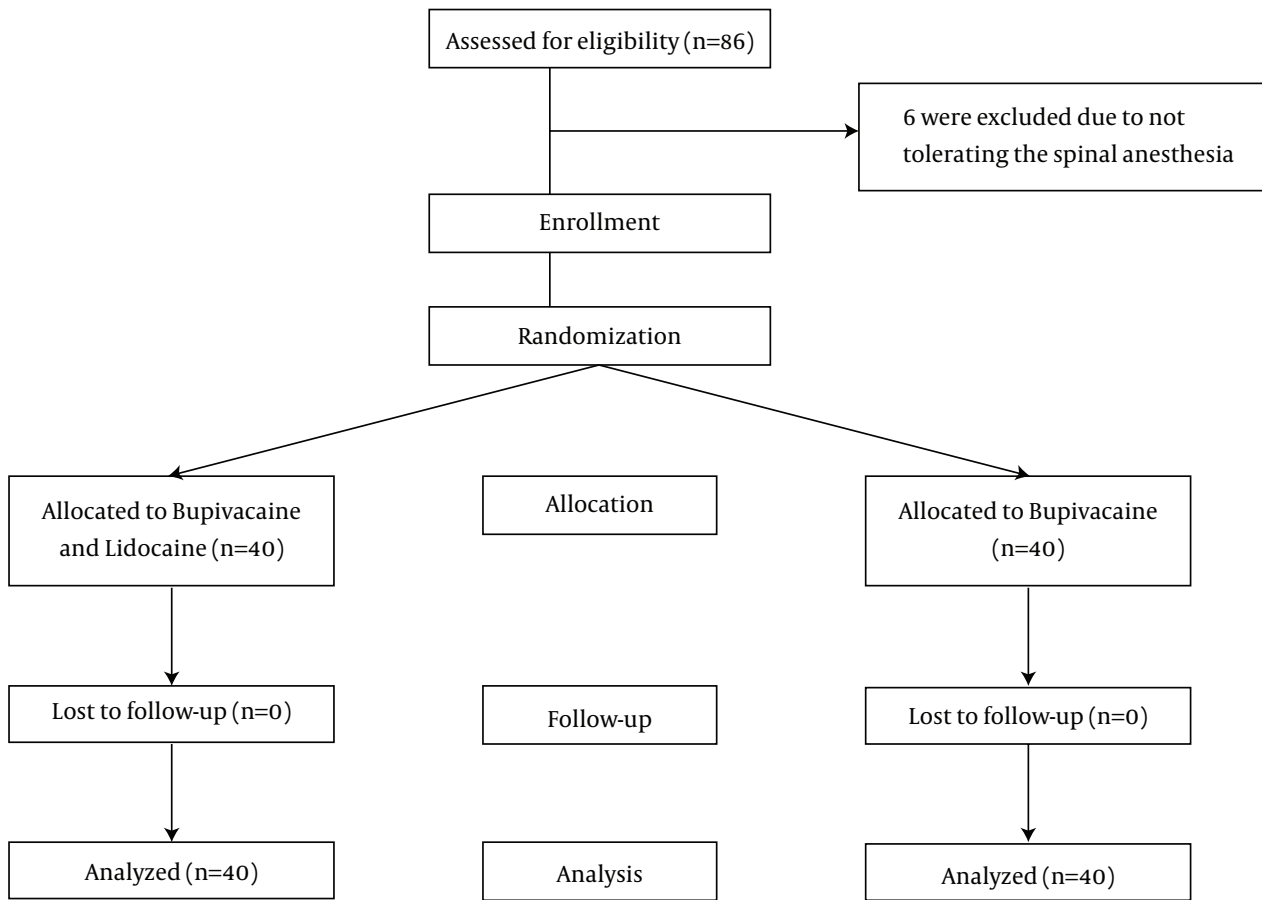 Assessed for eligibility (n=86)
6 were excluded due to not
tolerating the spinal anesthesia
Enrollment
Randomization
Allocated to Bupivacaine
and Lidocaine (n=40)
Allocation
Allocated to Bupivacaine
(n=40)
Lost to follow-up (n=0)
Follow-up
Lost to follow-up (n=0)
Analyzed (n=40)
Analysis
Analyzed (n=40)